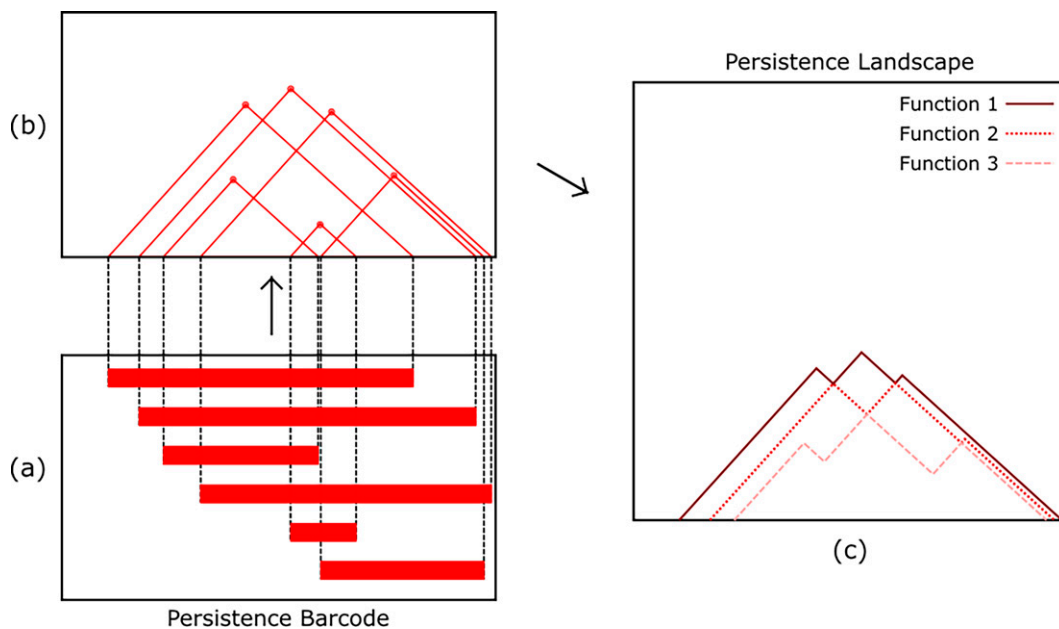 (b)
(a)
Persistence Barcode
Persistence Landscape
Function 1
Function 2
Function 3
(c)